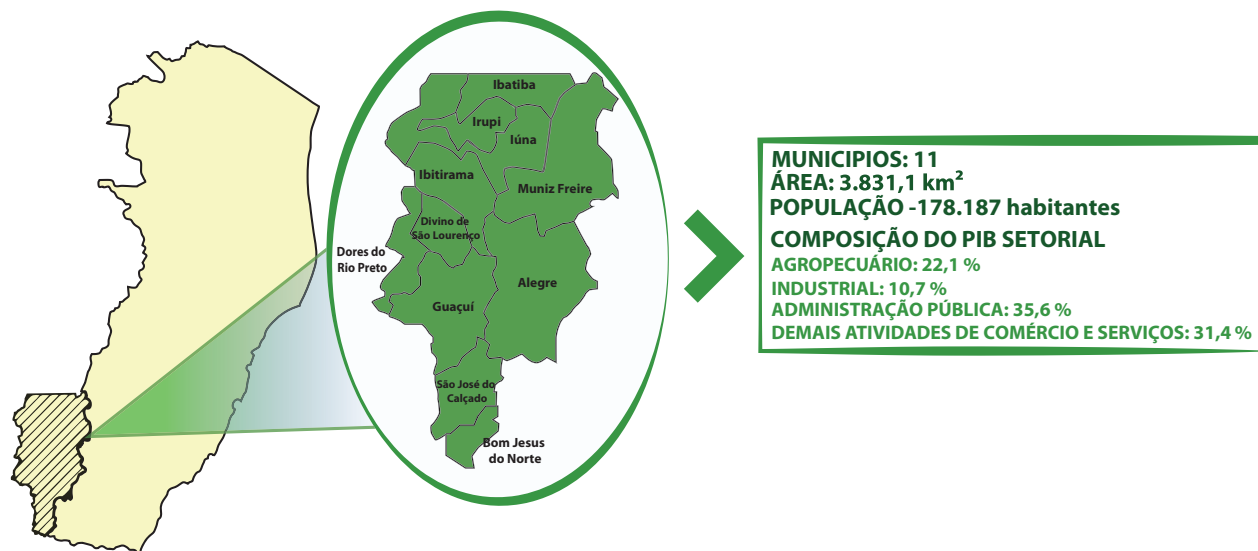 Ibatiba
Irupi
Iúna
Ibitirama
Muniz Freire
Divino de
São Lourenço
Dores do
Rio Preto
Alegre
Guaçuí
São José do
Calçado
Bom Jesus
do Norte
MUNICIPIOS: 11
ÁREA: 3.831,1 km²
POPULAÇÃO -178.187 habitantes
COMPOSIÇÃO DO PIB SETORIAL
AGROPECUÁRIO: 22,1 %
INDUSTRIAL: 10,7 %
ADMINISTRAÇÃO PÚBLICA: 35,6 %
DEMAIS ATIVIDADES DE COMÉRCIO E SERVIÇOS: 31,4 %